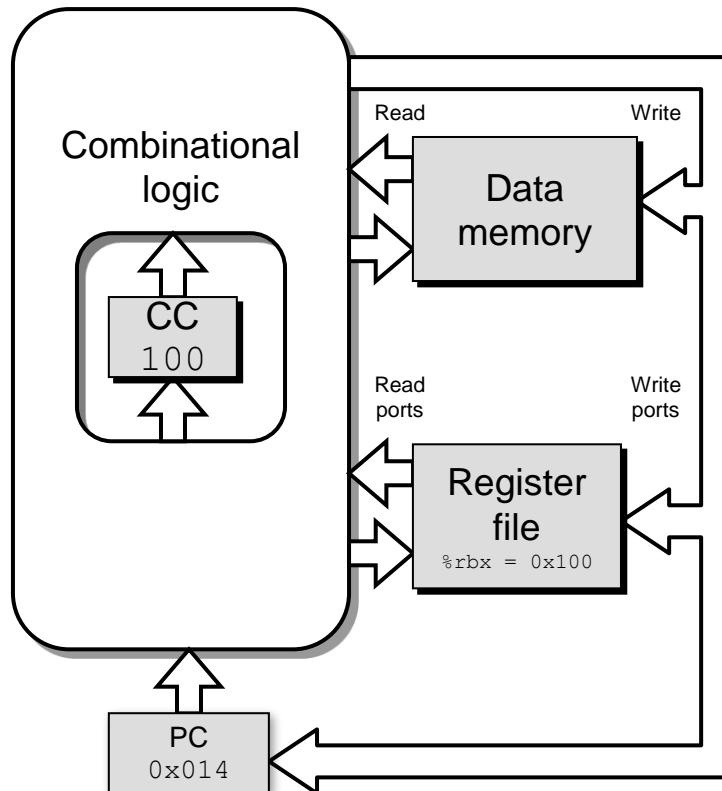 Combinational
logic
CC
100
Read
Write
Data
memory
Read
ports
Write
ports
Register
file
%rbx = 0x100
PC
0x014